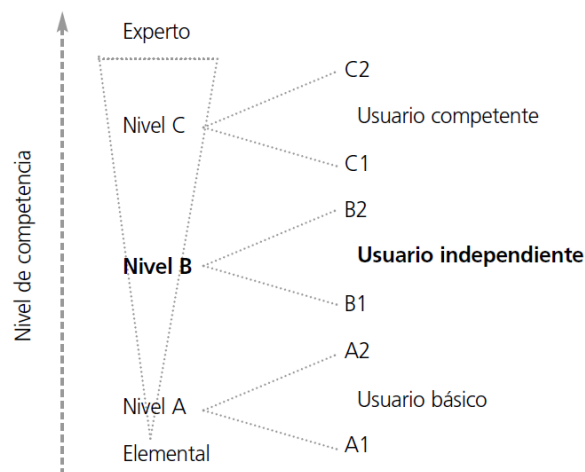 Experto
C2
Nivel C
Usuario competente
C1
B2
Nivel B
Usuario independiente
B1
A2
Nivel A
Usuario básico
Elemental
A1
Nivel de competencia